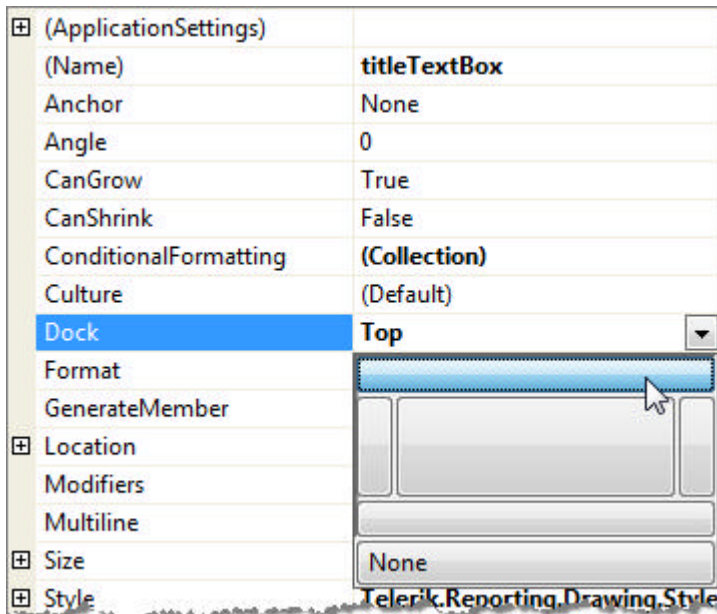 (ApplicationSettings)
(Name) titleTextBox
Anchor None
Angle 0
CanGrow True
CanShrink False
ConditionalFormatting (Collection)
Culture (Default)
Dock Top
Format
GenerateMember
Location
Modifiers
Multiline
Size None
Style Telerik.Reporting.Drawing.Style